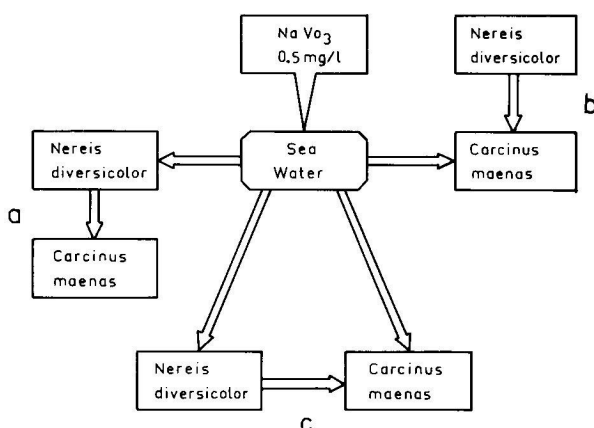 Na Vo3
0.5 mg/l
Nereis
diversicolor
b
Sea
Water
Carcinus
maenas
Nereis
diversicolor
a
Carcinus
maenas
Nereis
diversicolor
Carcinus
maenas
c